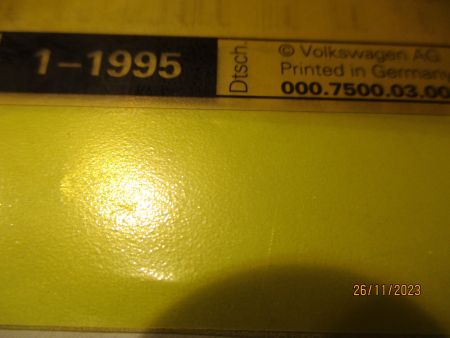 1-1995
Dtsch.
© Volkswagen AG
Printed in Germany
000.7500.03.00
26/11/2023